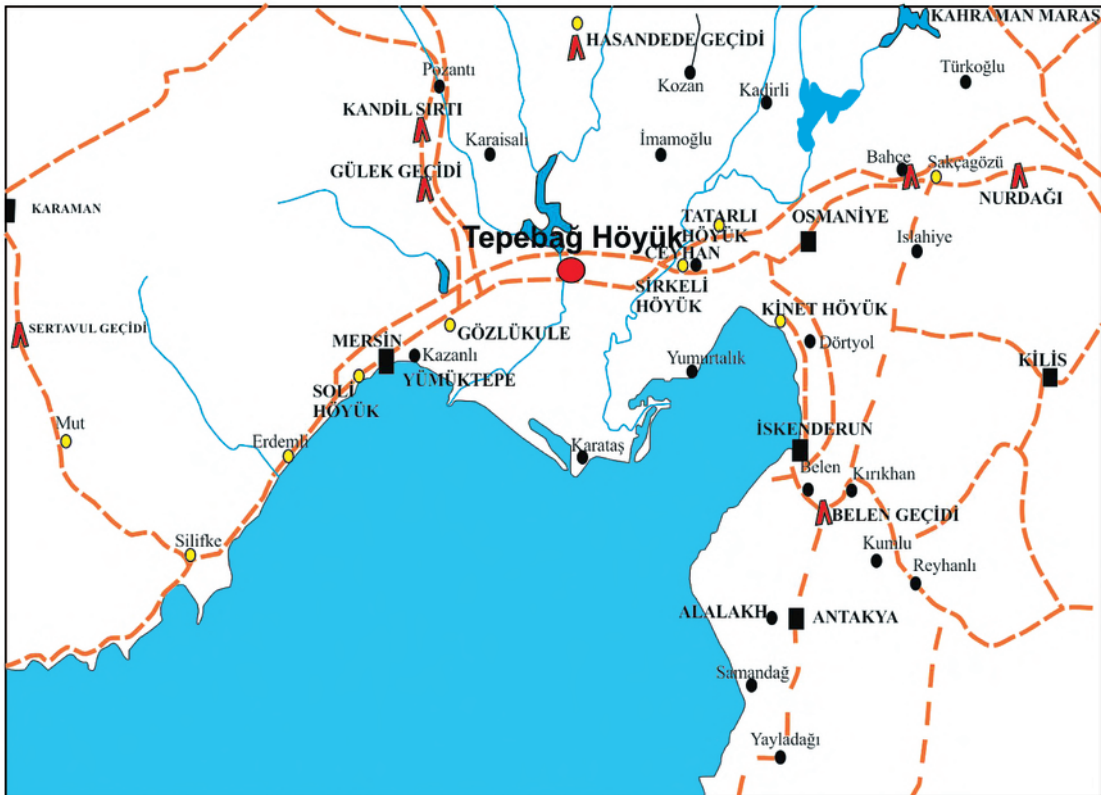 KAHRAMAN MARAŞ
HASANDEDE GEÇİDİ
Pozantı
Kozan
Kadirli
Türkoğlu
KANDİL SIRTI
Karaisalı
İmamoğlu
Bahçe
Sakçagözü
GÜLEK GEÇİDİ
NURDAĞI
KARAMAN
TATARLI
HÖYÜK
OSMANİYE
Tepebağ Höyük
CEYHAN
Islahiye
SİRKELİ
HÖYÜK
KİNET HÖYÜK
SERTAVUL GEÇİDİ
GÖZLÜKULE
MERSİN
Dörtyol
Kazanlı
Yumurtalık
KİLİS
YÜMÜKTEPE
SOLİ
HÖYÜK
Mut
Erdemli
Karataş
İSKENDERUN
Belen
Kırıkhan
BELEN GEÇİDİ
Silifke
Kumlu
Reyhanlı
ALALAKH
ANTAKYA
Samandağ
Yayladağı